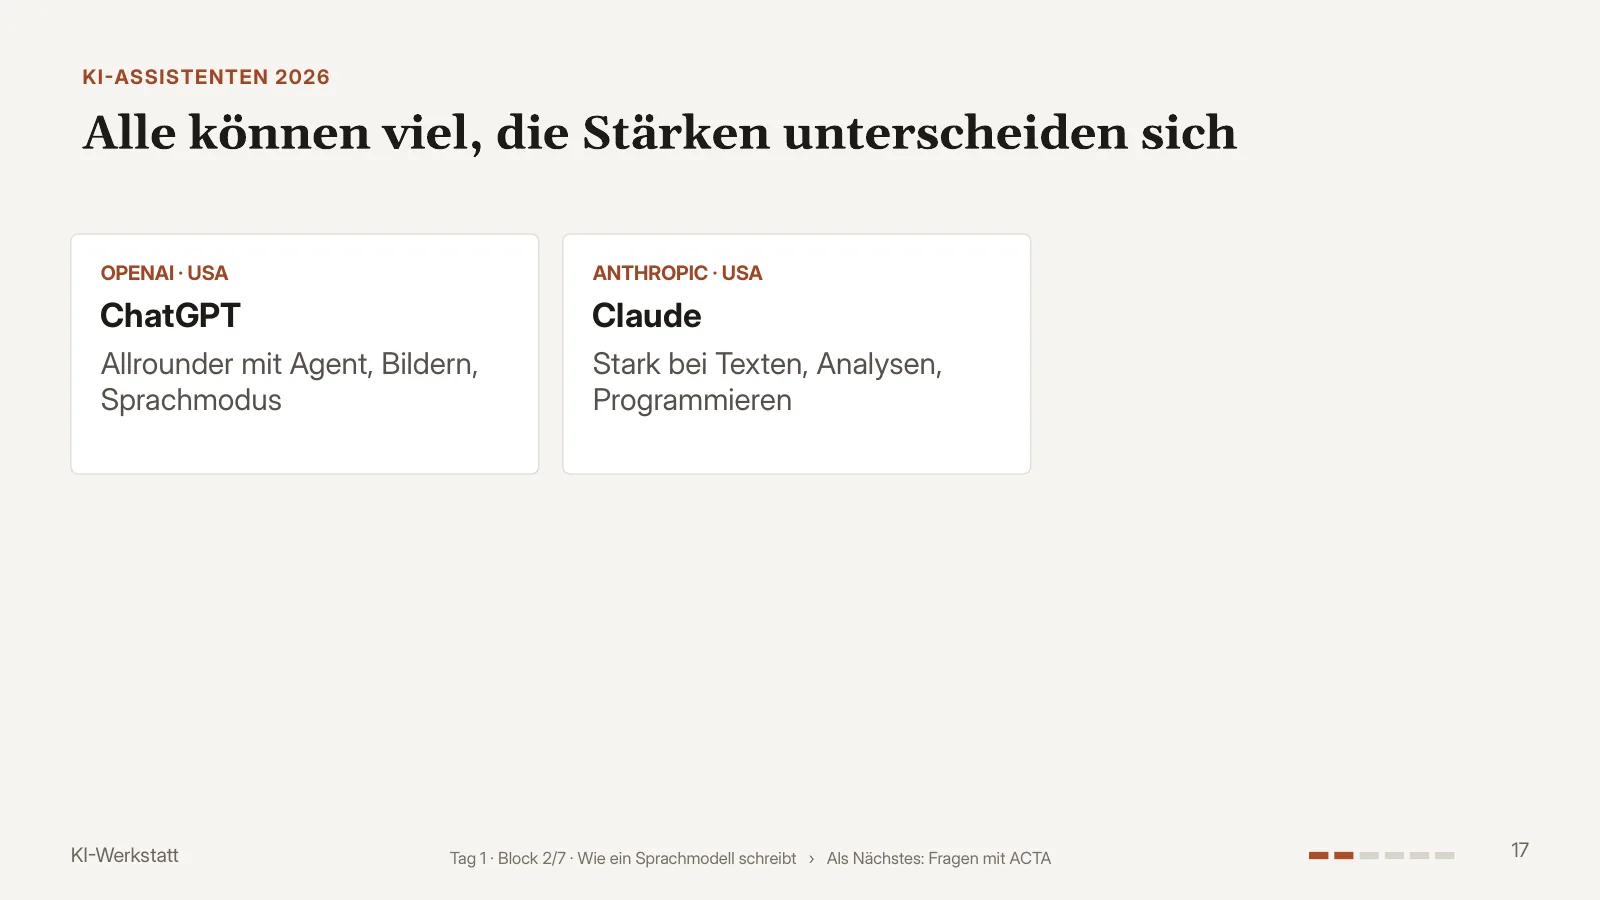 KI-ASSISTENTEN 2026
Alle können viel, die Stärken unterscheiden sich
OPENAI · USA
ChatGPT
Allrounder mit Agent, Bildern,
Sprachmodus
ANTHROPIC · USA
Claude
Stark bei Texten, Analysen,
Programmieren
KI-Werkstatt
Tag 1 · Block 2/7 · Wie ein Sprachmodell schreibt › Als Nächstes: Fragen mit ACTA
17